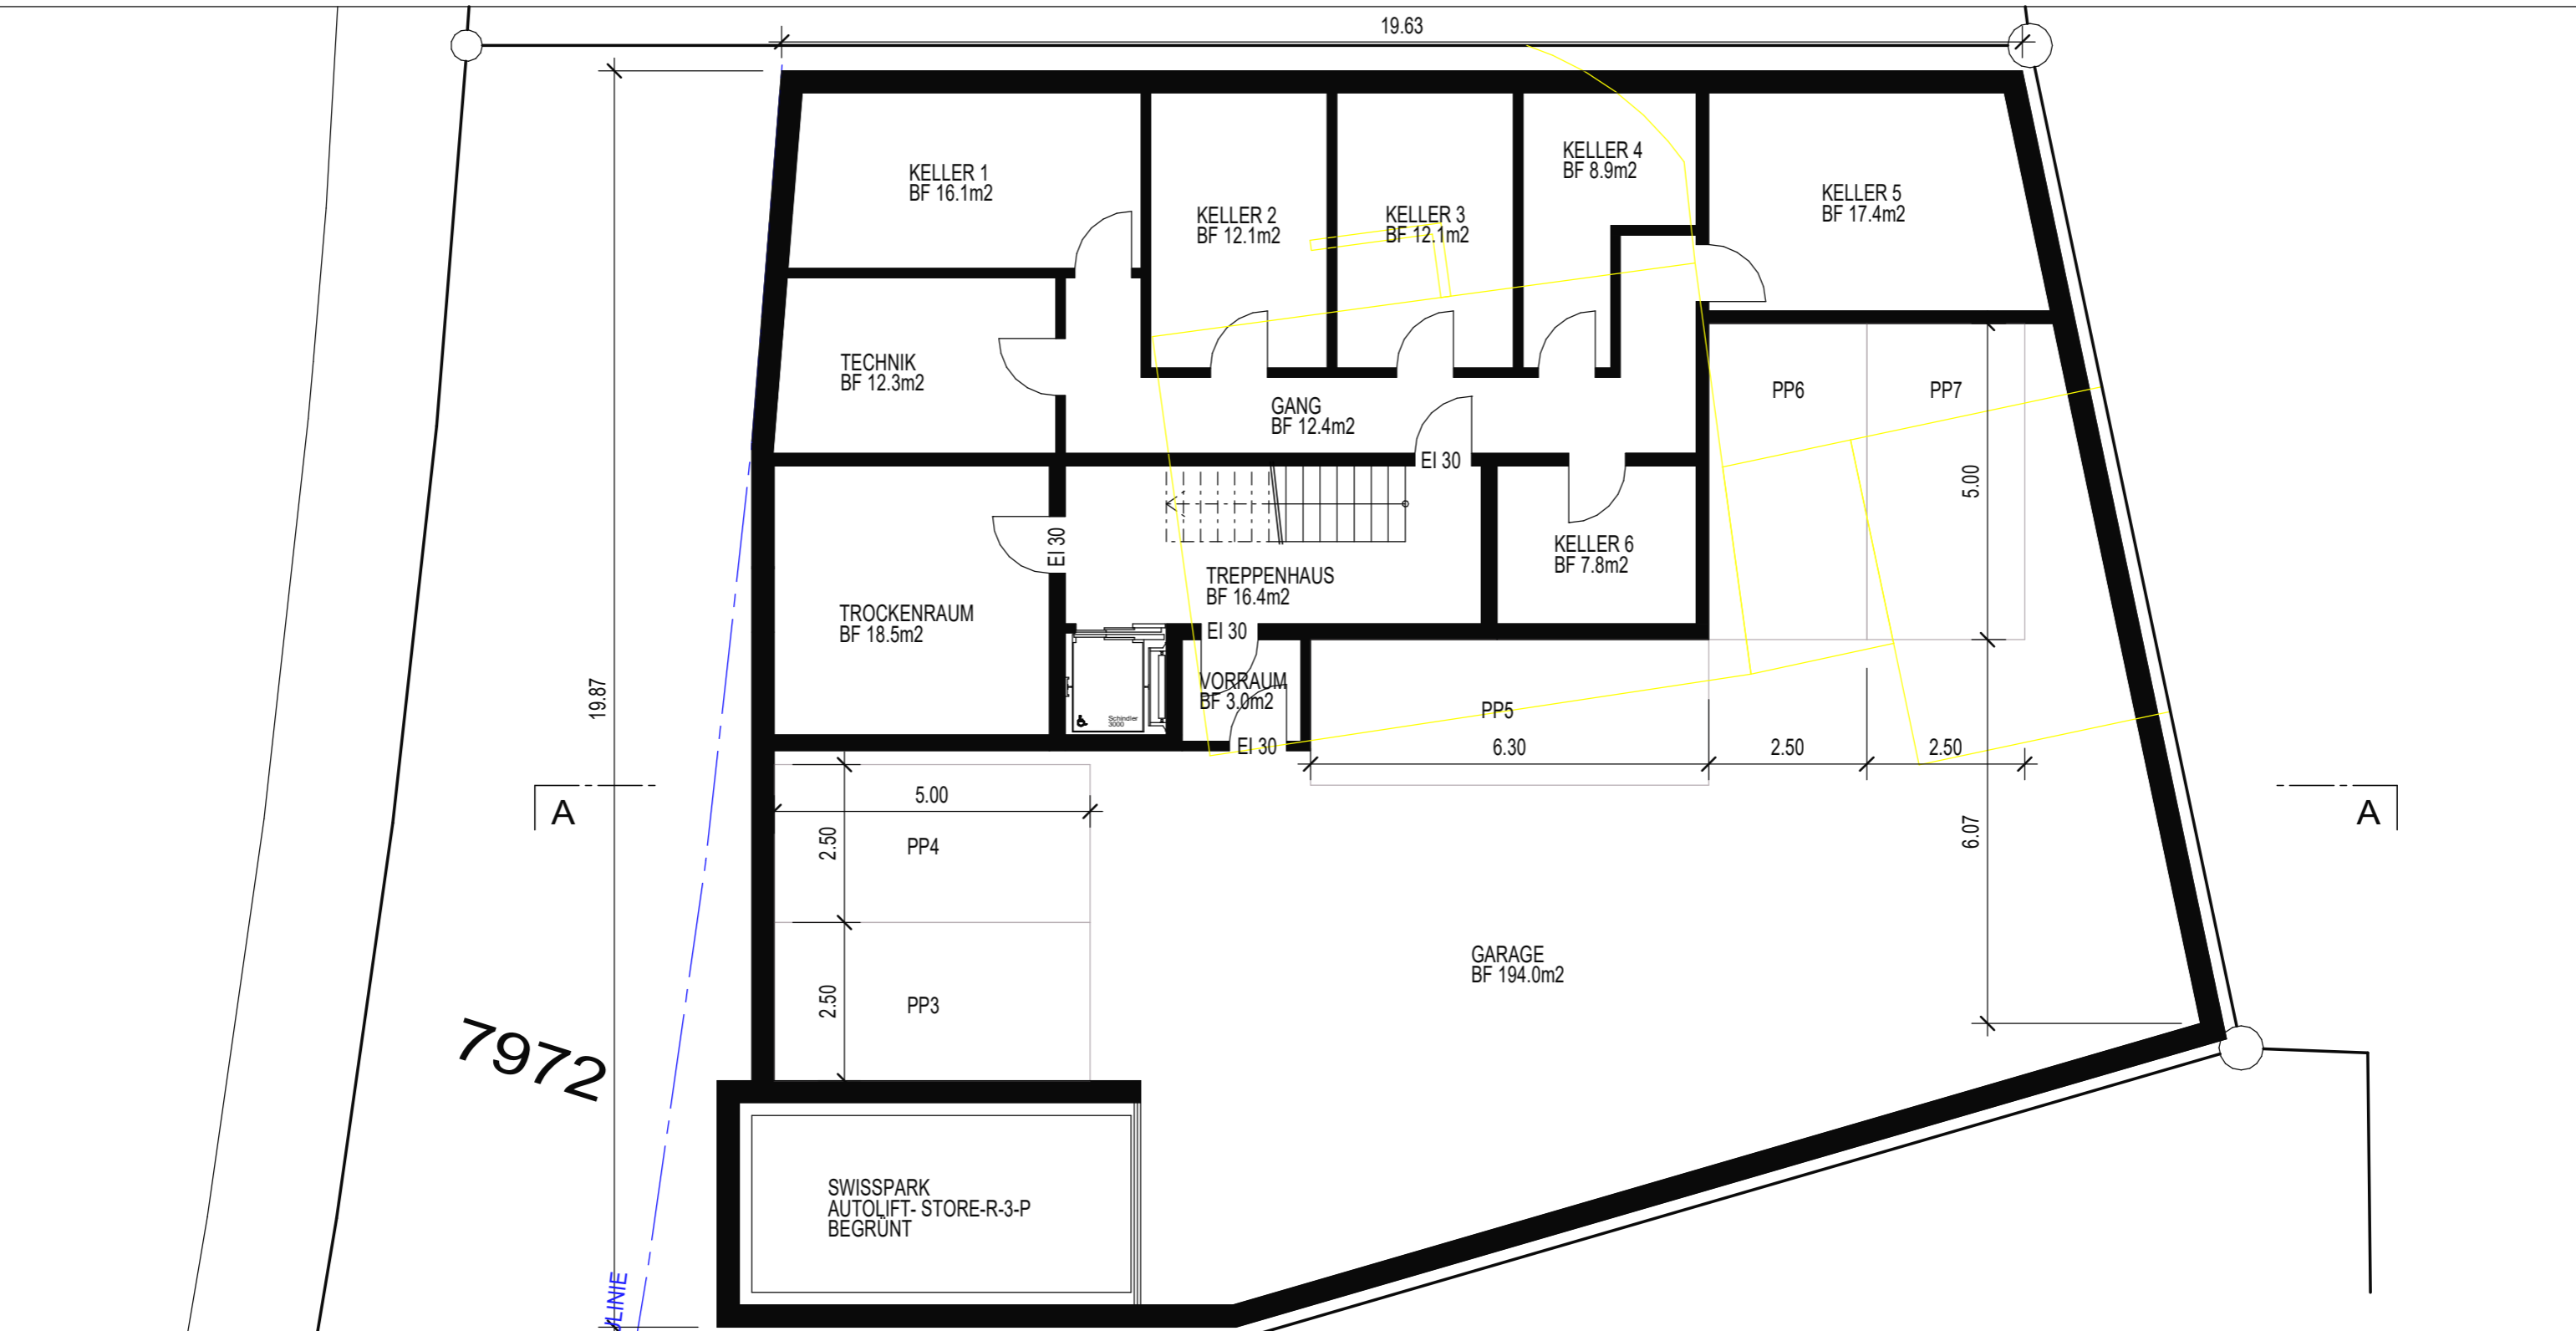 19.63
KELLER 1
BF 16.1m2
KELLER 2
BF 12.1m2
KELLER 3
BF 12.1m2
KELLER 4
BF 8.9m2
KELLER 5
BF 17.4m2
TECHNIK
BF 12.3m2
GANG
BF 12.4m2
PP6
PP7
EI 30
5.00
EI 30
KELLER 6
BF 7.8m2
TREPPENHAUS
BF 16.4m2
TROCKENRAUM
BF 18.5m2
EI 30
VORRAUM
BF 3.0m2
Schindler
3000
19.87
PP5
EI 30
6.30
2.50
2.50
A
5.00
A
2.50
PP4
6.07
GARAGE
BF 194.0m2
2.50
PP3
7972
SWISSPARK
AUTOLIFT- STORE-R-3-P
BEGRÜNT